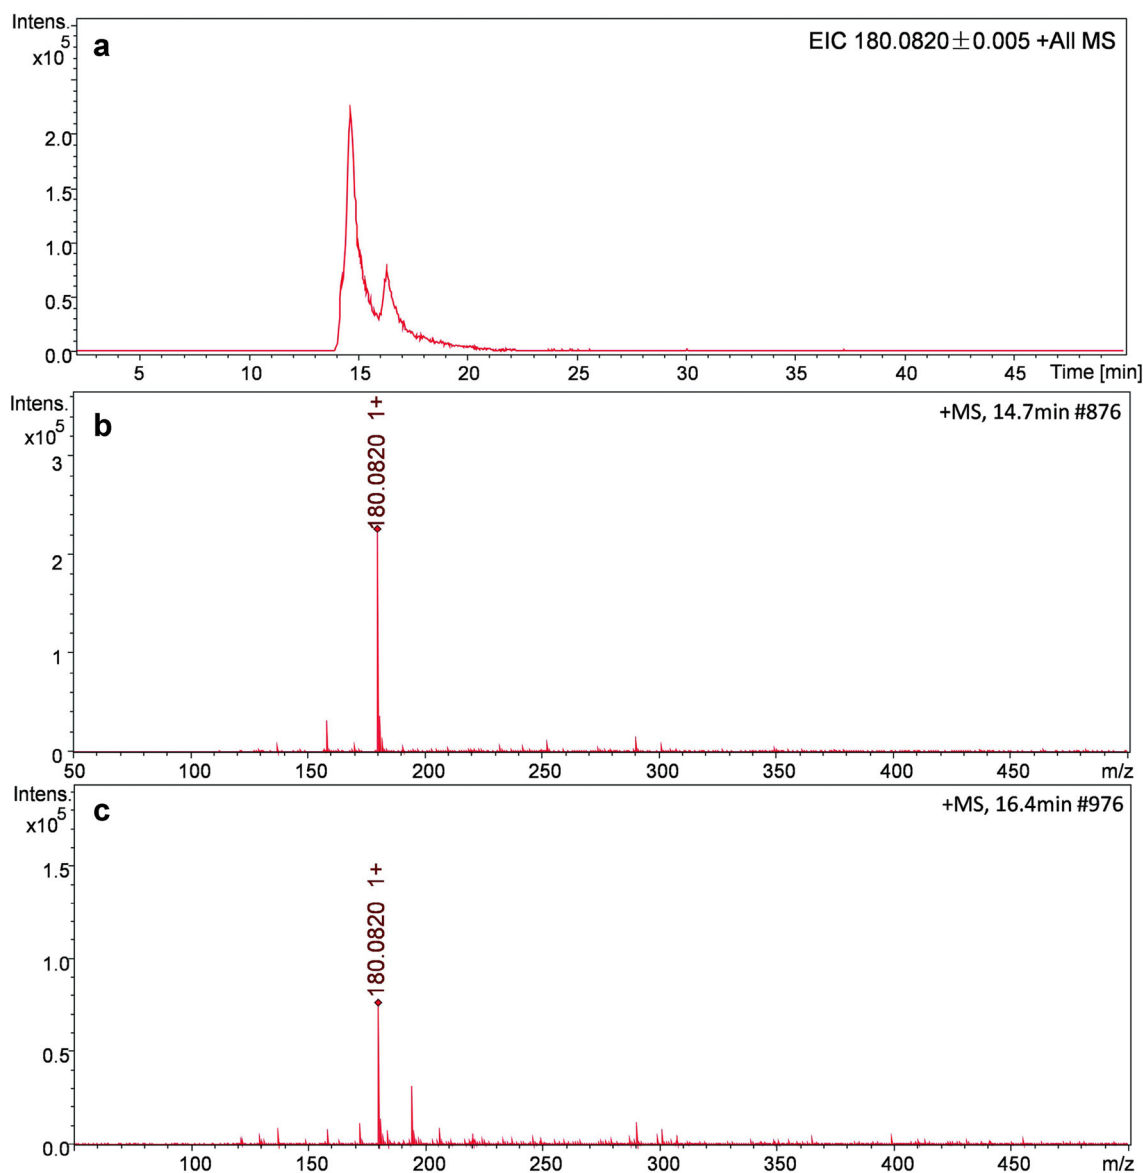 Intens.
x10^5
a
EIC 180.0820±0.005 +All MS
2.0
1.5
1.0
0.5
0.0
5 10 15 20 25 30 35 40 45 Time [min]
Intens.
x10^5
b
+MS, 14.7min #876
180.0820 1+
3
2
1
0
50 100 150 200 250 300 350 400 450 m/z
Intens.
x10^5
c
+MS, 16.4min #976
180.0820 1+
1.5
1.0
0.5
0.0
100 150 200 250 300 350 400 450 m/z